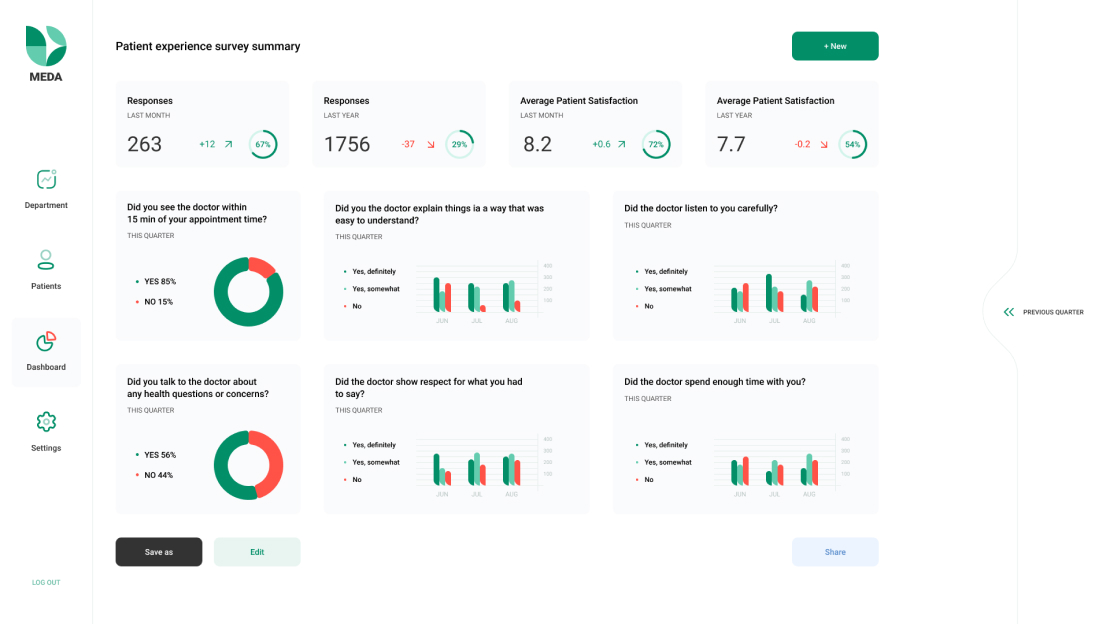 MEDA
Department
Patients
Dashboard
Settings
LOG OUT
Patient experience survey summary
+ New
Responses
LAST MONTH
263
+12
67%
Responses
LAST YEAR
1756
-37
29%
Average Patient Satisfaction
LAST MONTH
8.2
+0.6
72%
Average Patient Satisfaction
LAST YEAR
7.7
-0.2
54%
Did you see the doctor within
15 min of your appointment time?
THIS QUARTER
YES 85%
NO 15%
Did you the doctor explain things ia a way that was
easy to understand?
THIS QUARTER
Yes, definitely
Yes, somewhat
No
400
300
200
100
JUN
JUL
AUG
Did the doctor listen to you carefully?
THIS QUARTER
Yes, definitely
Yes, somewhat
No
400
300
200
100
JUN
JUL
AUG
Did you talk to the doctor about
any health questions or concerns?
THIS QUARTER
YES 56%
NO 44%
Did the doctor show respect for what you had
to say?
THIS QUARTER
Yes, definitely
Yes, somewhat
No
400
300
200
100
JUN
JUL
AUG
Did the doctor spend enough time with you?
THIS QUARTER
Yes, definitely
Yes, somewhat
No
400
300
200
100
JUN
JUL
AUG
Save as
Edit
Share
PREVIOUS QUARTER